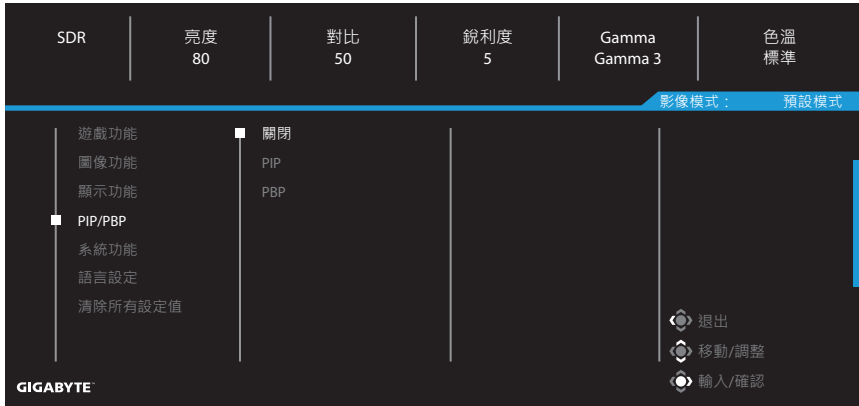 SDR
亮度
80
對比
50
銳利度
5
Gamma
Gamma 3
色溫
標準
影像模式： 預設模式
遊戲功能
圖像功能
顯示功能
PIP/PBP
系統功能
語言設定
清除所有設定值
關閉
PIP
PBP
退出
移動/調整
輸入/確認
GIGABYTE™